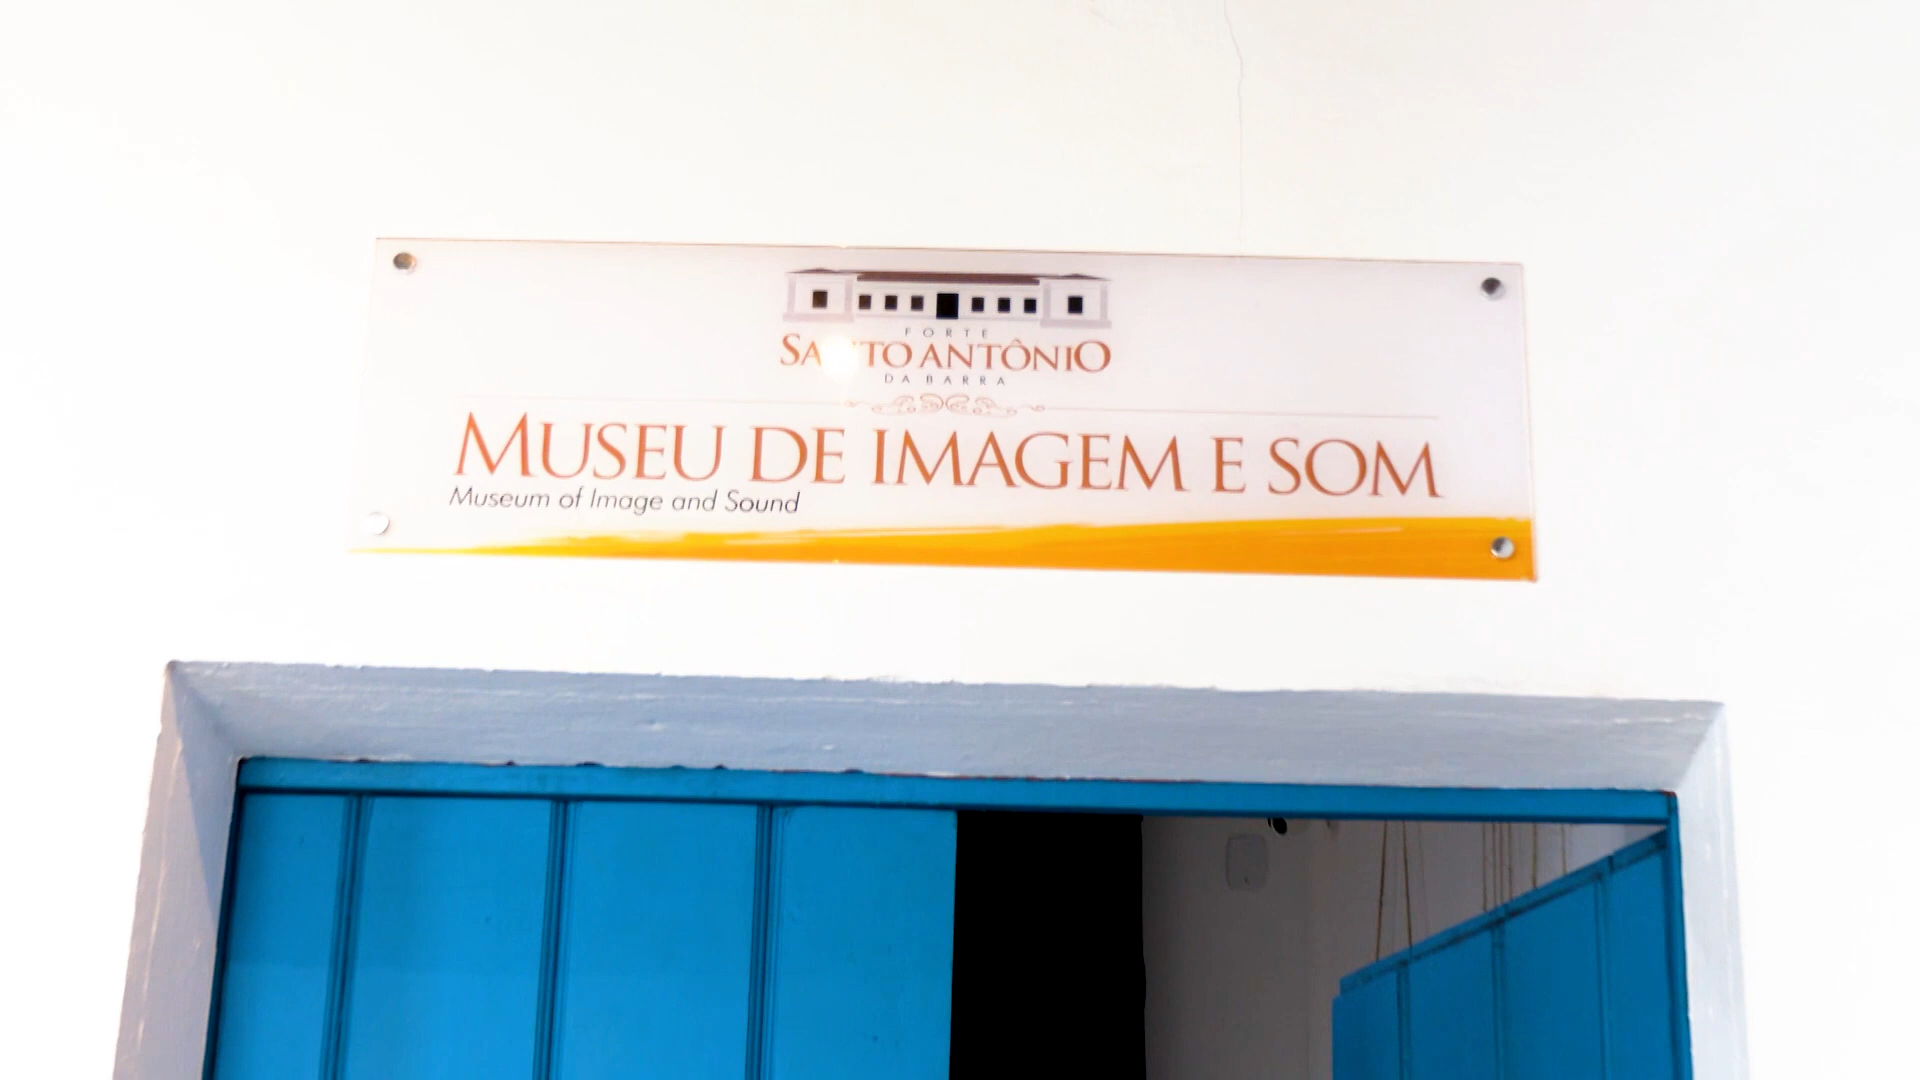 FORTE
SANTO ANTÔNIO
DA BARRA
MUSEU DE IMAGEM E SOM
Museum of Image and Sound